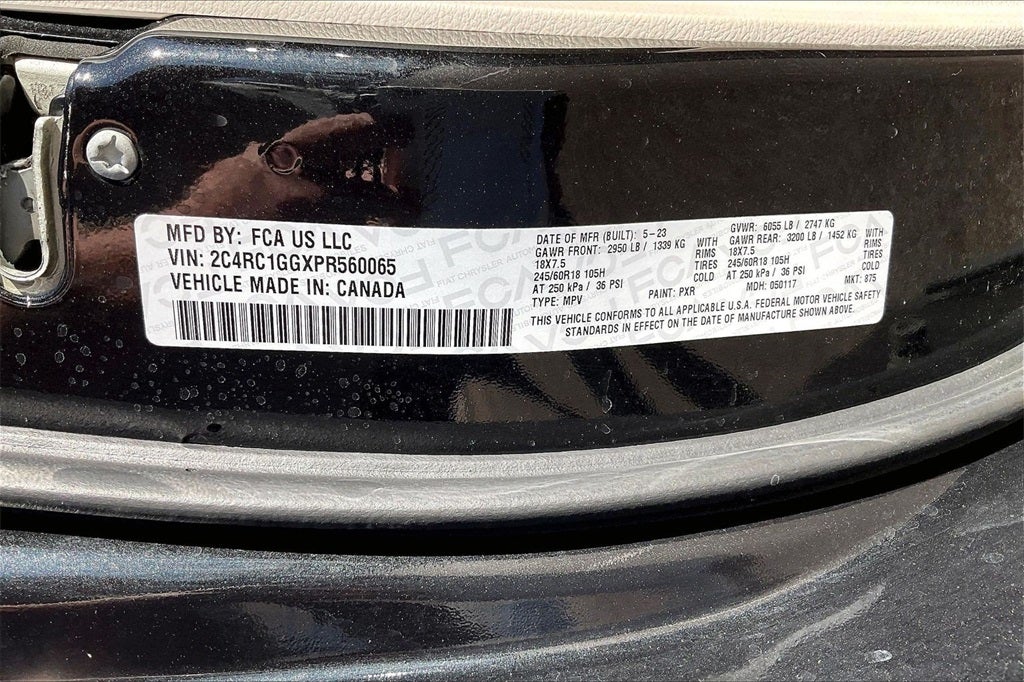 MFD BY: FCA US LLC
VIN: 2C4RC1GGXPR560065
VEHICLE MADE IN: CANADA
DATE OF MFR (BUILT): 5-23
GAWR FRONT: 2950 LB / 1339 KG WITH
18X7.5 RIMS
245/60R18 105H TIRES
AT 250 kPa / 36 PSI COLD
TYPE: MPV
GVWR: 6055 LB / 2747 KG
GAWR REAR: 3200 LB / 1452 KG WITH
18X7.5 RIMS
245/60R18 105H TIRES
AT 250 kPa / 36 PSI COLD
PAINT: PXR MDH: 050117 MKT: 875
THIS VEHICLE CONFORMS TO ALL APPLICABLE U.S.A. FEDERAL MOTOR VEHICLE SAFETY
STANDARDS IN EFFECT ON THE DATE OF MANUFACTURE SHOWN ABOVE.